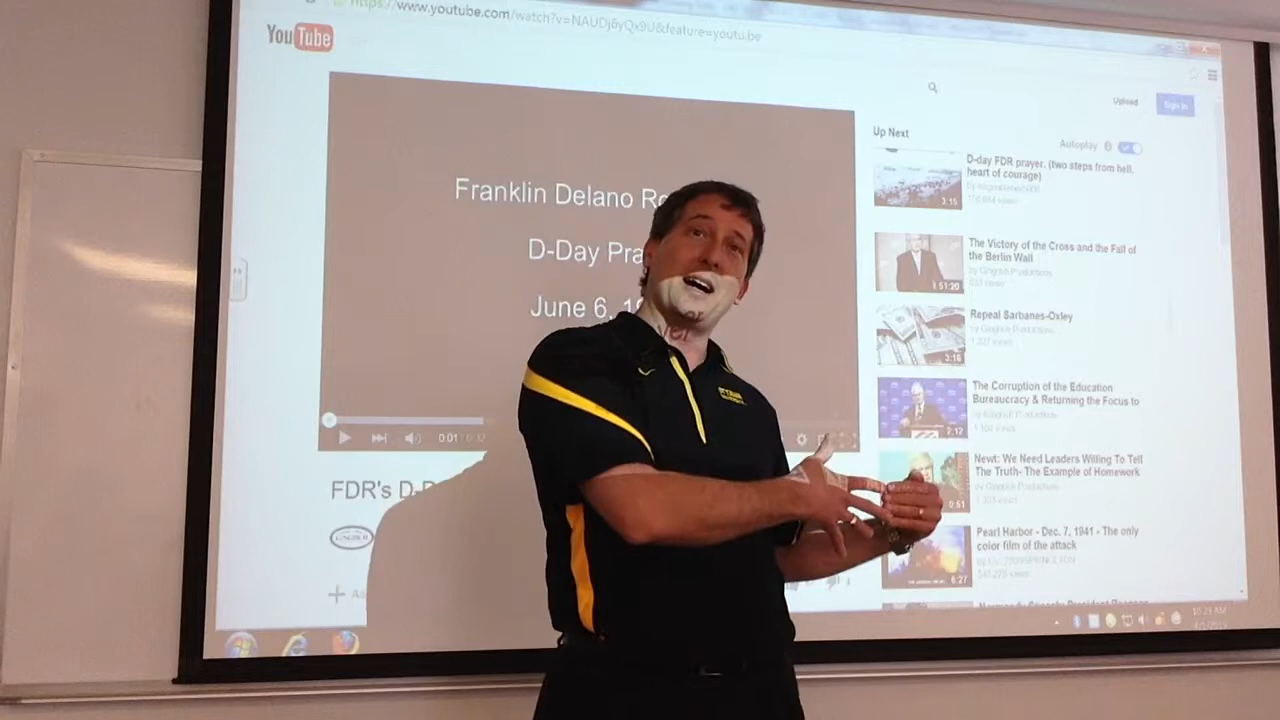 https://www.youtube.com/watch?v=NAUDj6yQx9U&feature=youtu.be
YouTube
Upload
Sign in
Up Next
Autoplay
Franklin Delano Ro
D-Day Pra
June 6, 19
0:01
FDR's D-D
D-day FDR prayer. (two steps from hell,
heart of courage)
3:15
The Victory of the Cross and the Fall of
the Berlin Wall
by Gingrich Productions
51:20
Repeal Sarbanes-Oxley
by Gingrich Productions
3:16
The Corruption of the Education
Bureaucracy & Returning the Focus to
by Gingrich Productions
2:12
Newt: We Need Leaders Willing To Tell
The Truth- The Example of Homework
by Gingrich Productions
0:51
Pearl Harbor - Dec. 7, 1941 - The only
color film of the attack
6:27
10:23 AM